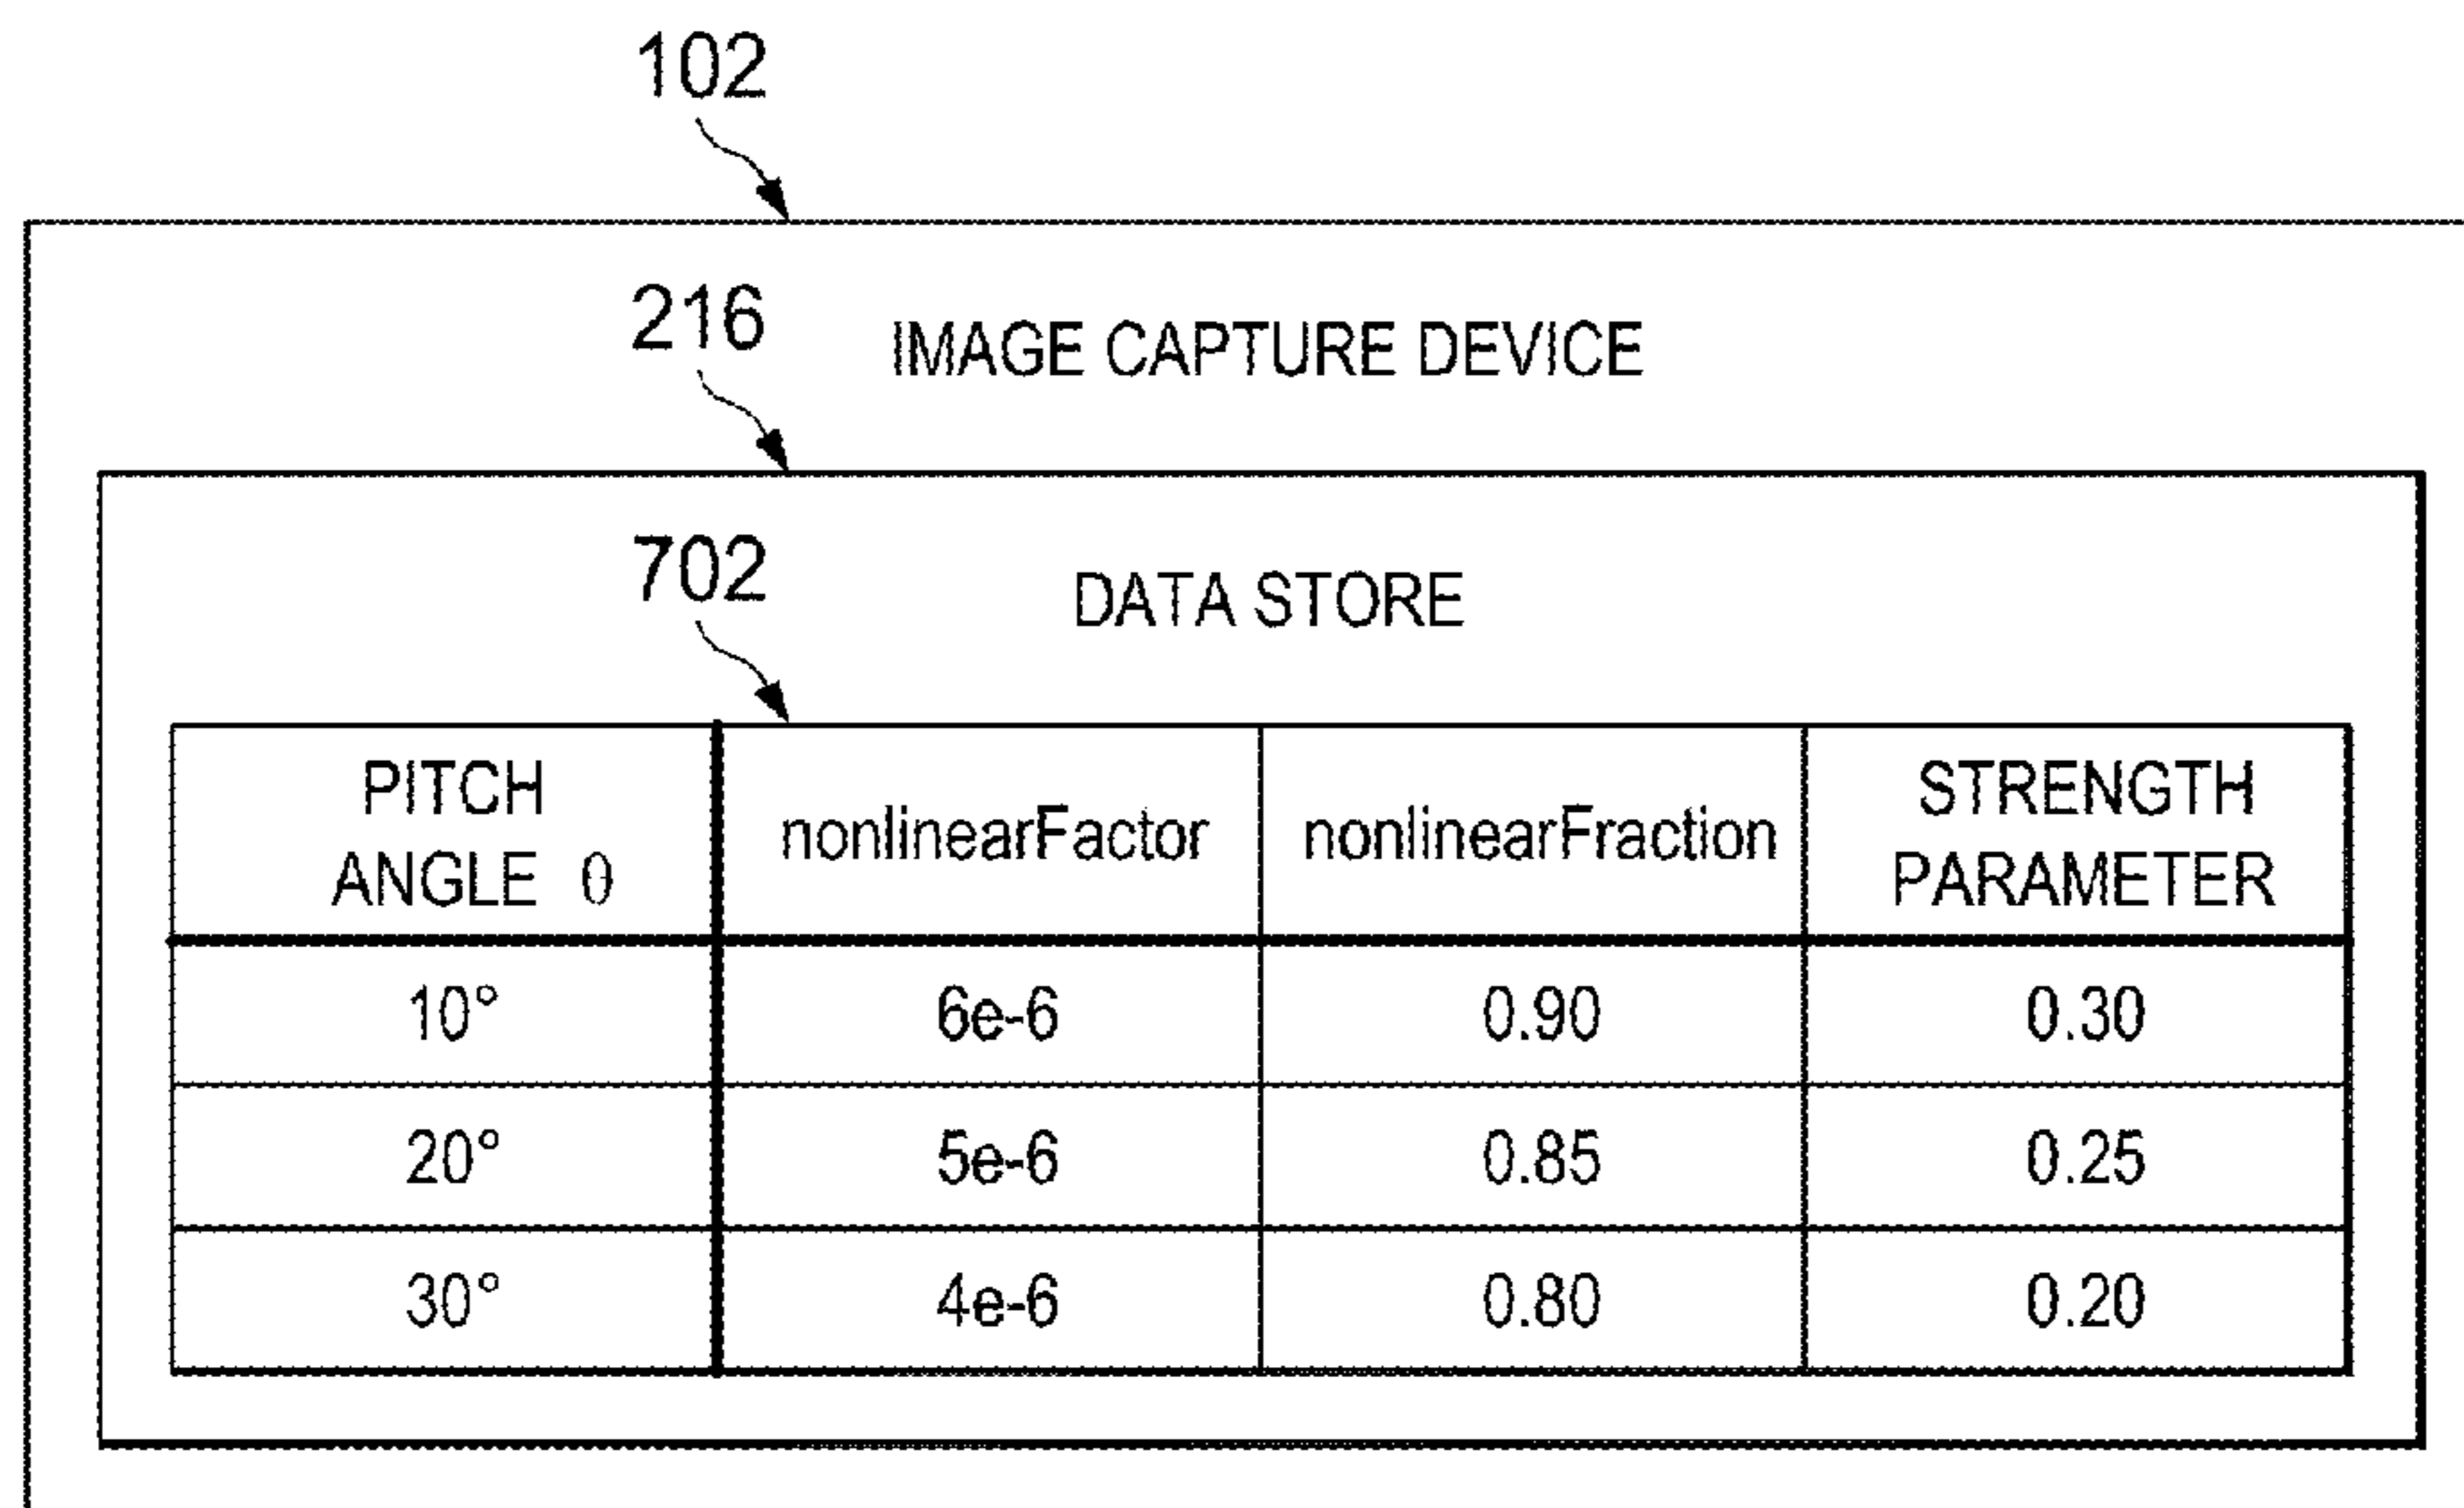 102
216
IMAGE CAPTURE DEVICE
702
DATA STORE
PITCH ANGLE θ
nonlinearFactor
nonlinearFraction
STRENGTH PARAMETER
10° 6e-6 0.90 0.30
20° 5e-6 0.85 0.25
30° 4e-6 0.80 0.20